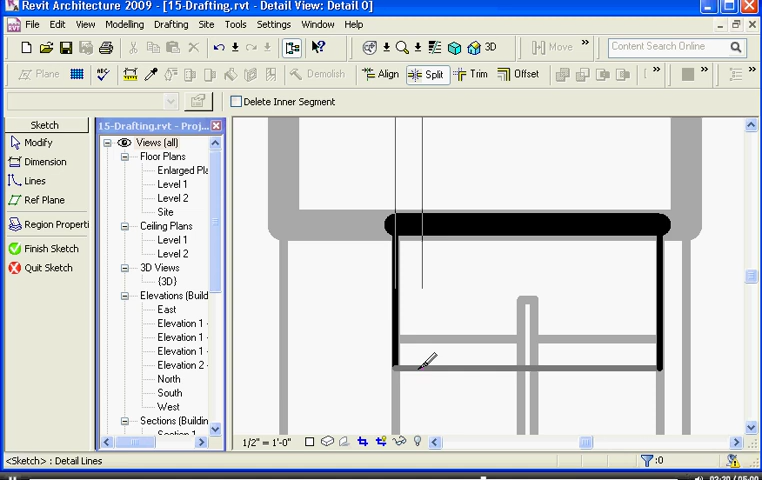 Revit Architecture 2009 - [15-Drafting.rvt - Detail View: Detail 0]
File Edit View Modelling Drafting Site Tools Settings Window Help
3D Move Content Search Online
Plane Demolish Align Split Trim Offset
Delete Inner Segment
Sketch
Modify
Dimension
Lines
Ref Plane
Region Properti
Finish Sketch
Quit Sketch
15-Drafting.rvt - Proj...
Views (all)
Floor Plans
Enlarged Pla
Level 1
Level 2
Site
Ceiling Plans
Level 1
Level 2
3D Views
{3D}
Elevations (Build
East
Elevation 1 -
Elevation 1 -
Elevation 1 -
Elevation 2 -
North
South
West
Sections (Buildin
1/2" = 1'-0"
<Sketch> : Detail Lines
:0